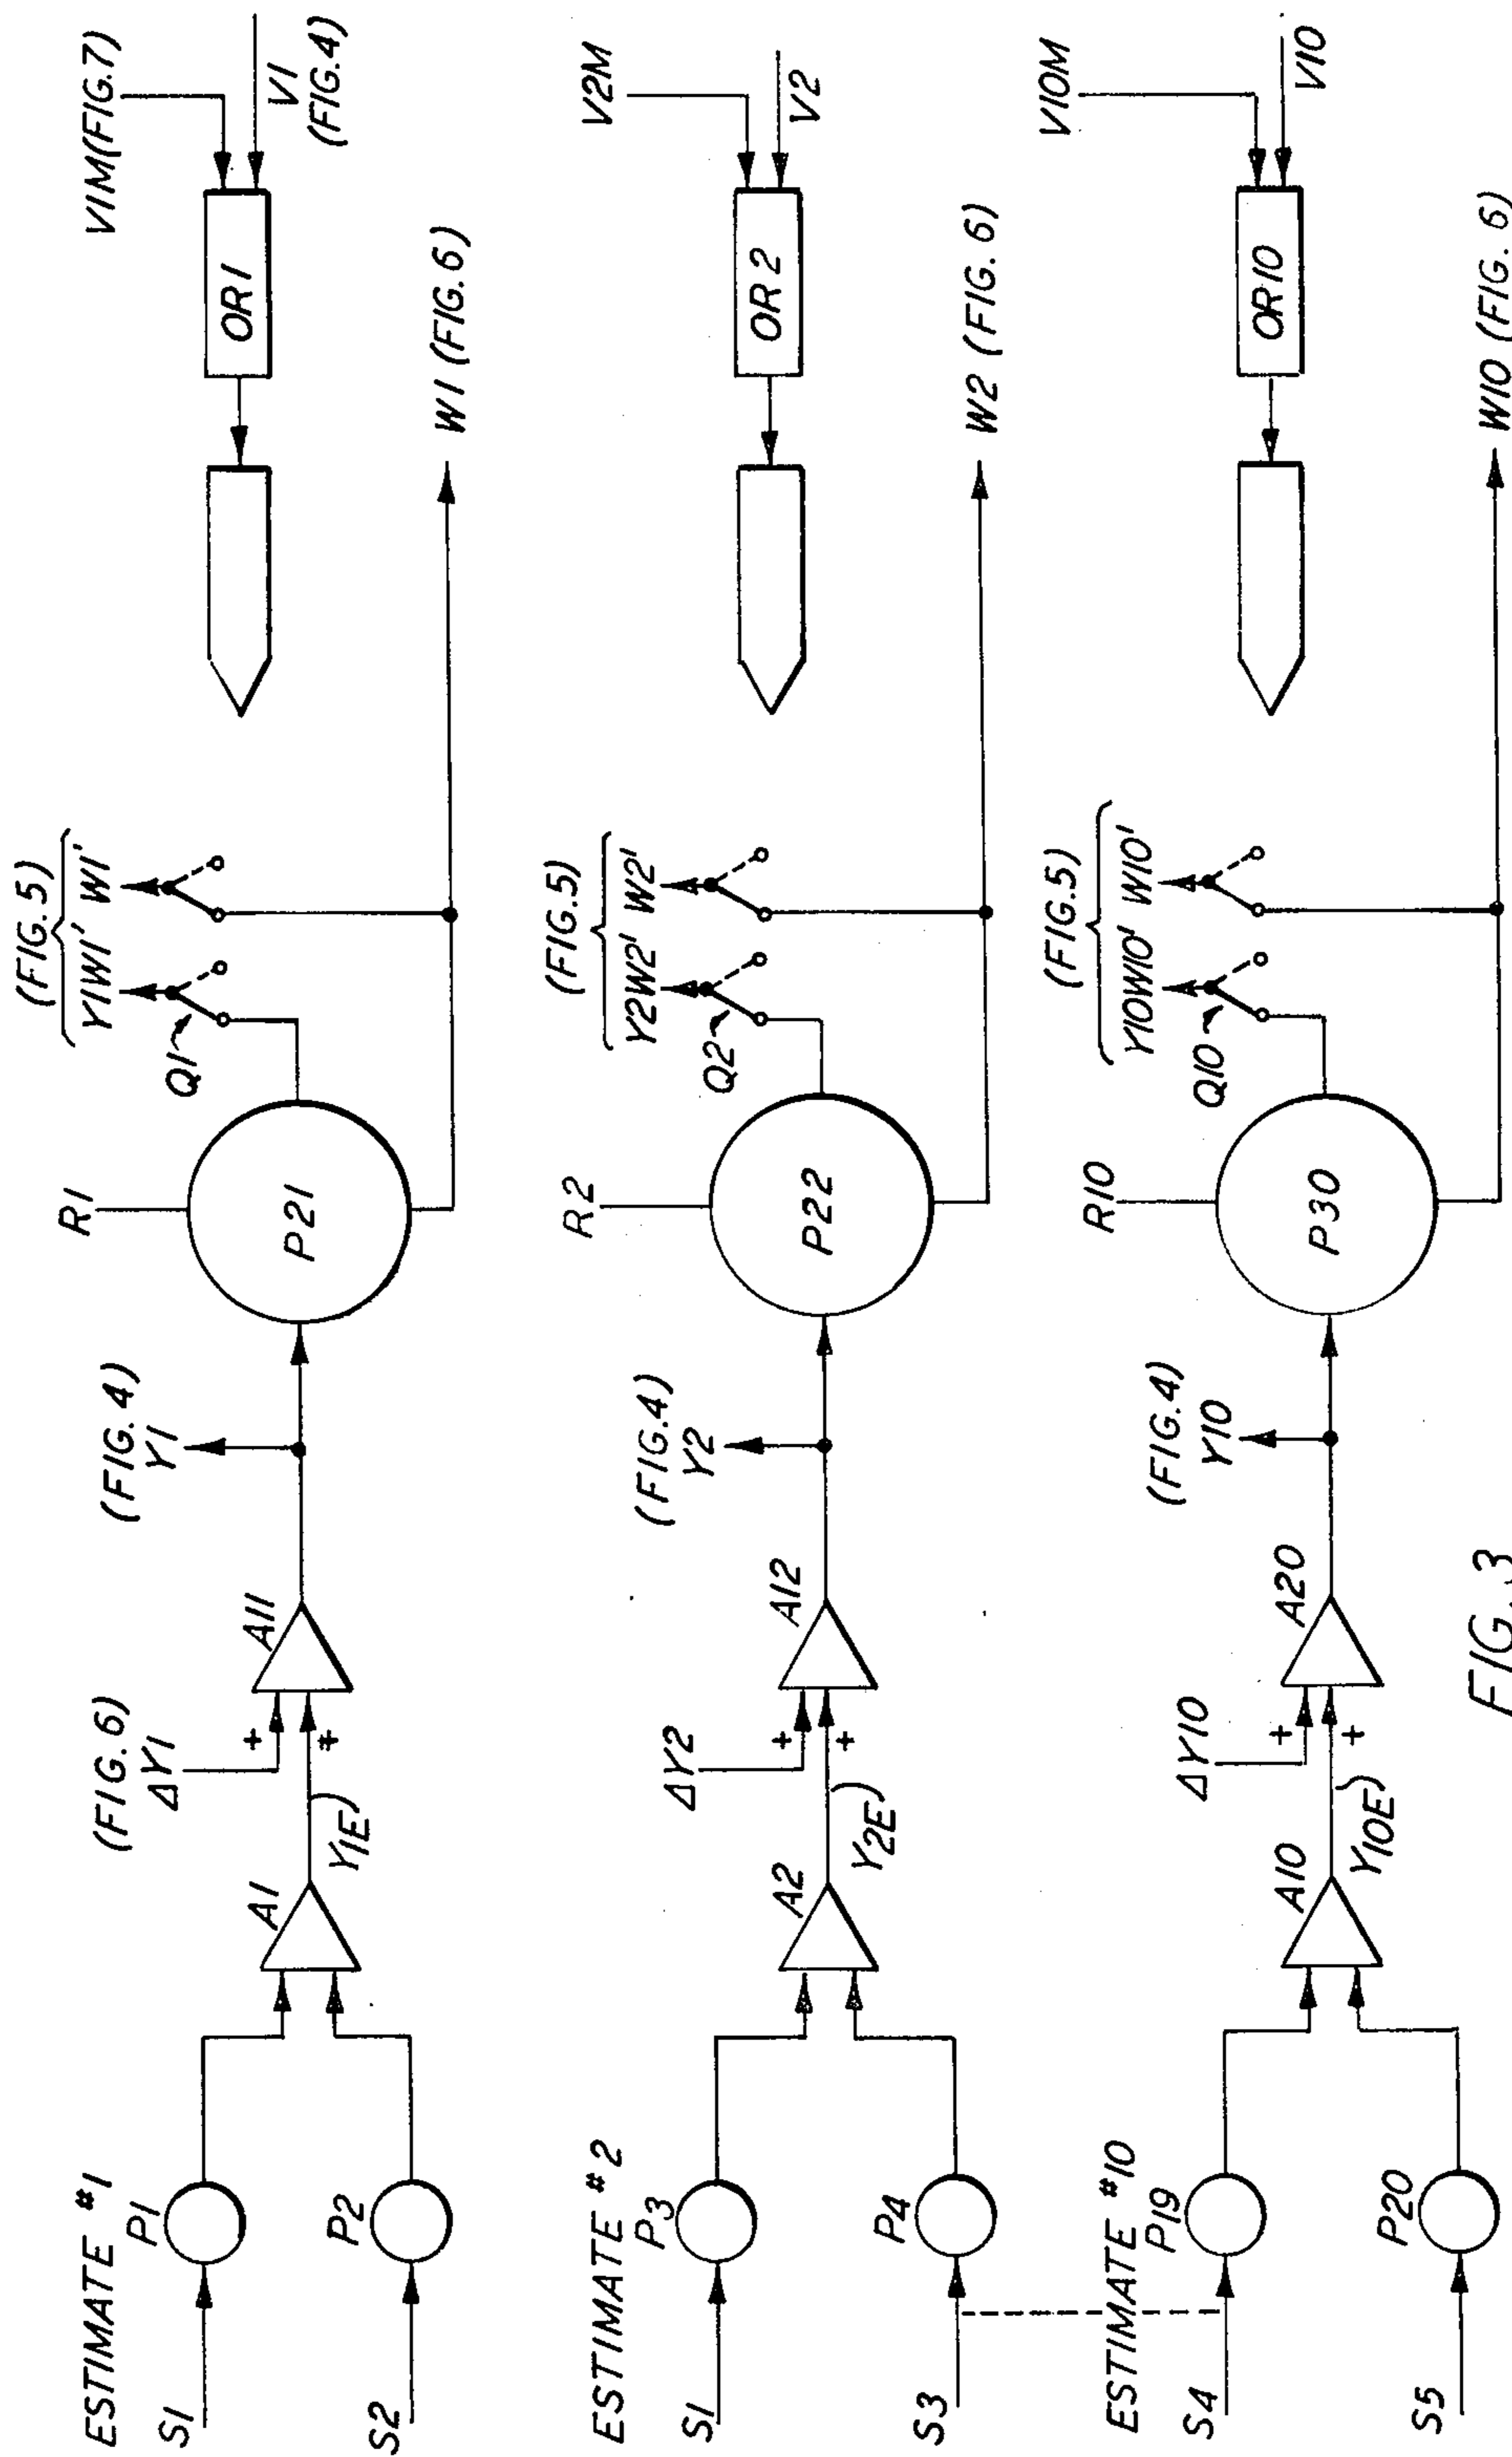 ESTIMATE #1
S1
P1
S2
P2
A1
Y1E
(FIG.6)
ΔY1
+
#
A11
(FIG.4)
Y1
R1
P21
Q1
(FIG.5)
Y1W1' W1'
W1 (FIG.6)
OR1
V1M(FIG.7)
V1
(FIG.4)
ESTIMATE #2
S1
P3
S3
P4
A2
Y2E
ΔY2
+
+
A12
(FIG.4)
Y2
R2
P22
Q2
(FIG.5)
Y2W2' W2'
W2 (FIG.6)
OR2
V2M
V2
ESTIMATE #10
S4
P19
S5
P20
A10
Y10E
ΔY10
+
+
A20
(FIG.4)
Y10
R10
P30
Q10
(FIG.5)
Y10W10' W10'
W10 (FIG.6)
OR10
V10M
V10
FIG.3